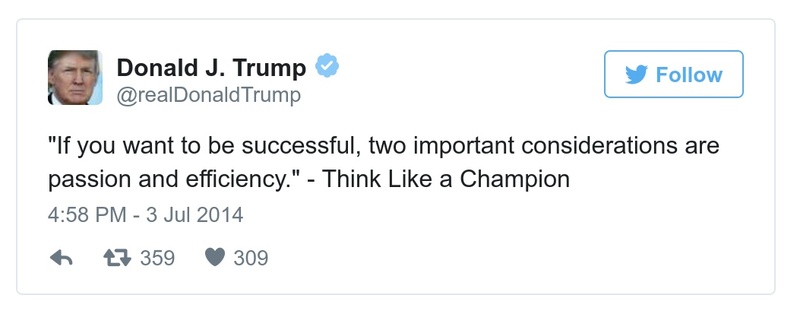 Donald J. Trump
Follow
@realDonaldTrump
"If you want to be successful, two important considerations are
passion and efficiency." - Think Like a Champion
4:58 PM - 3 Jul 2014
359 309